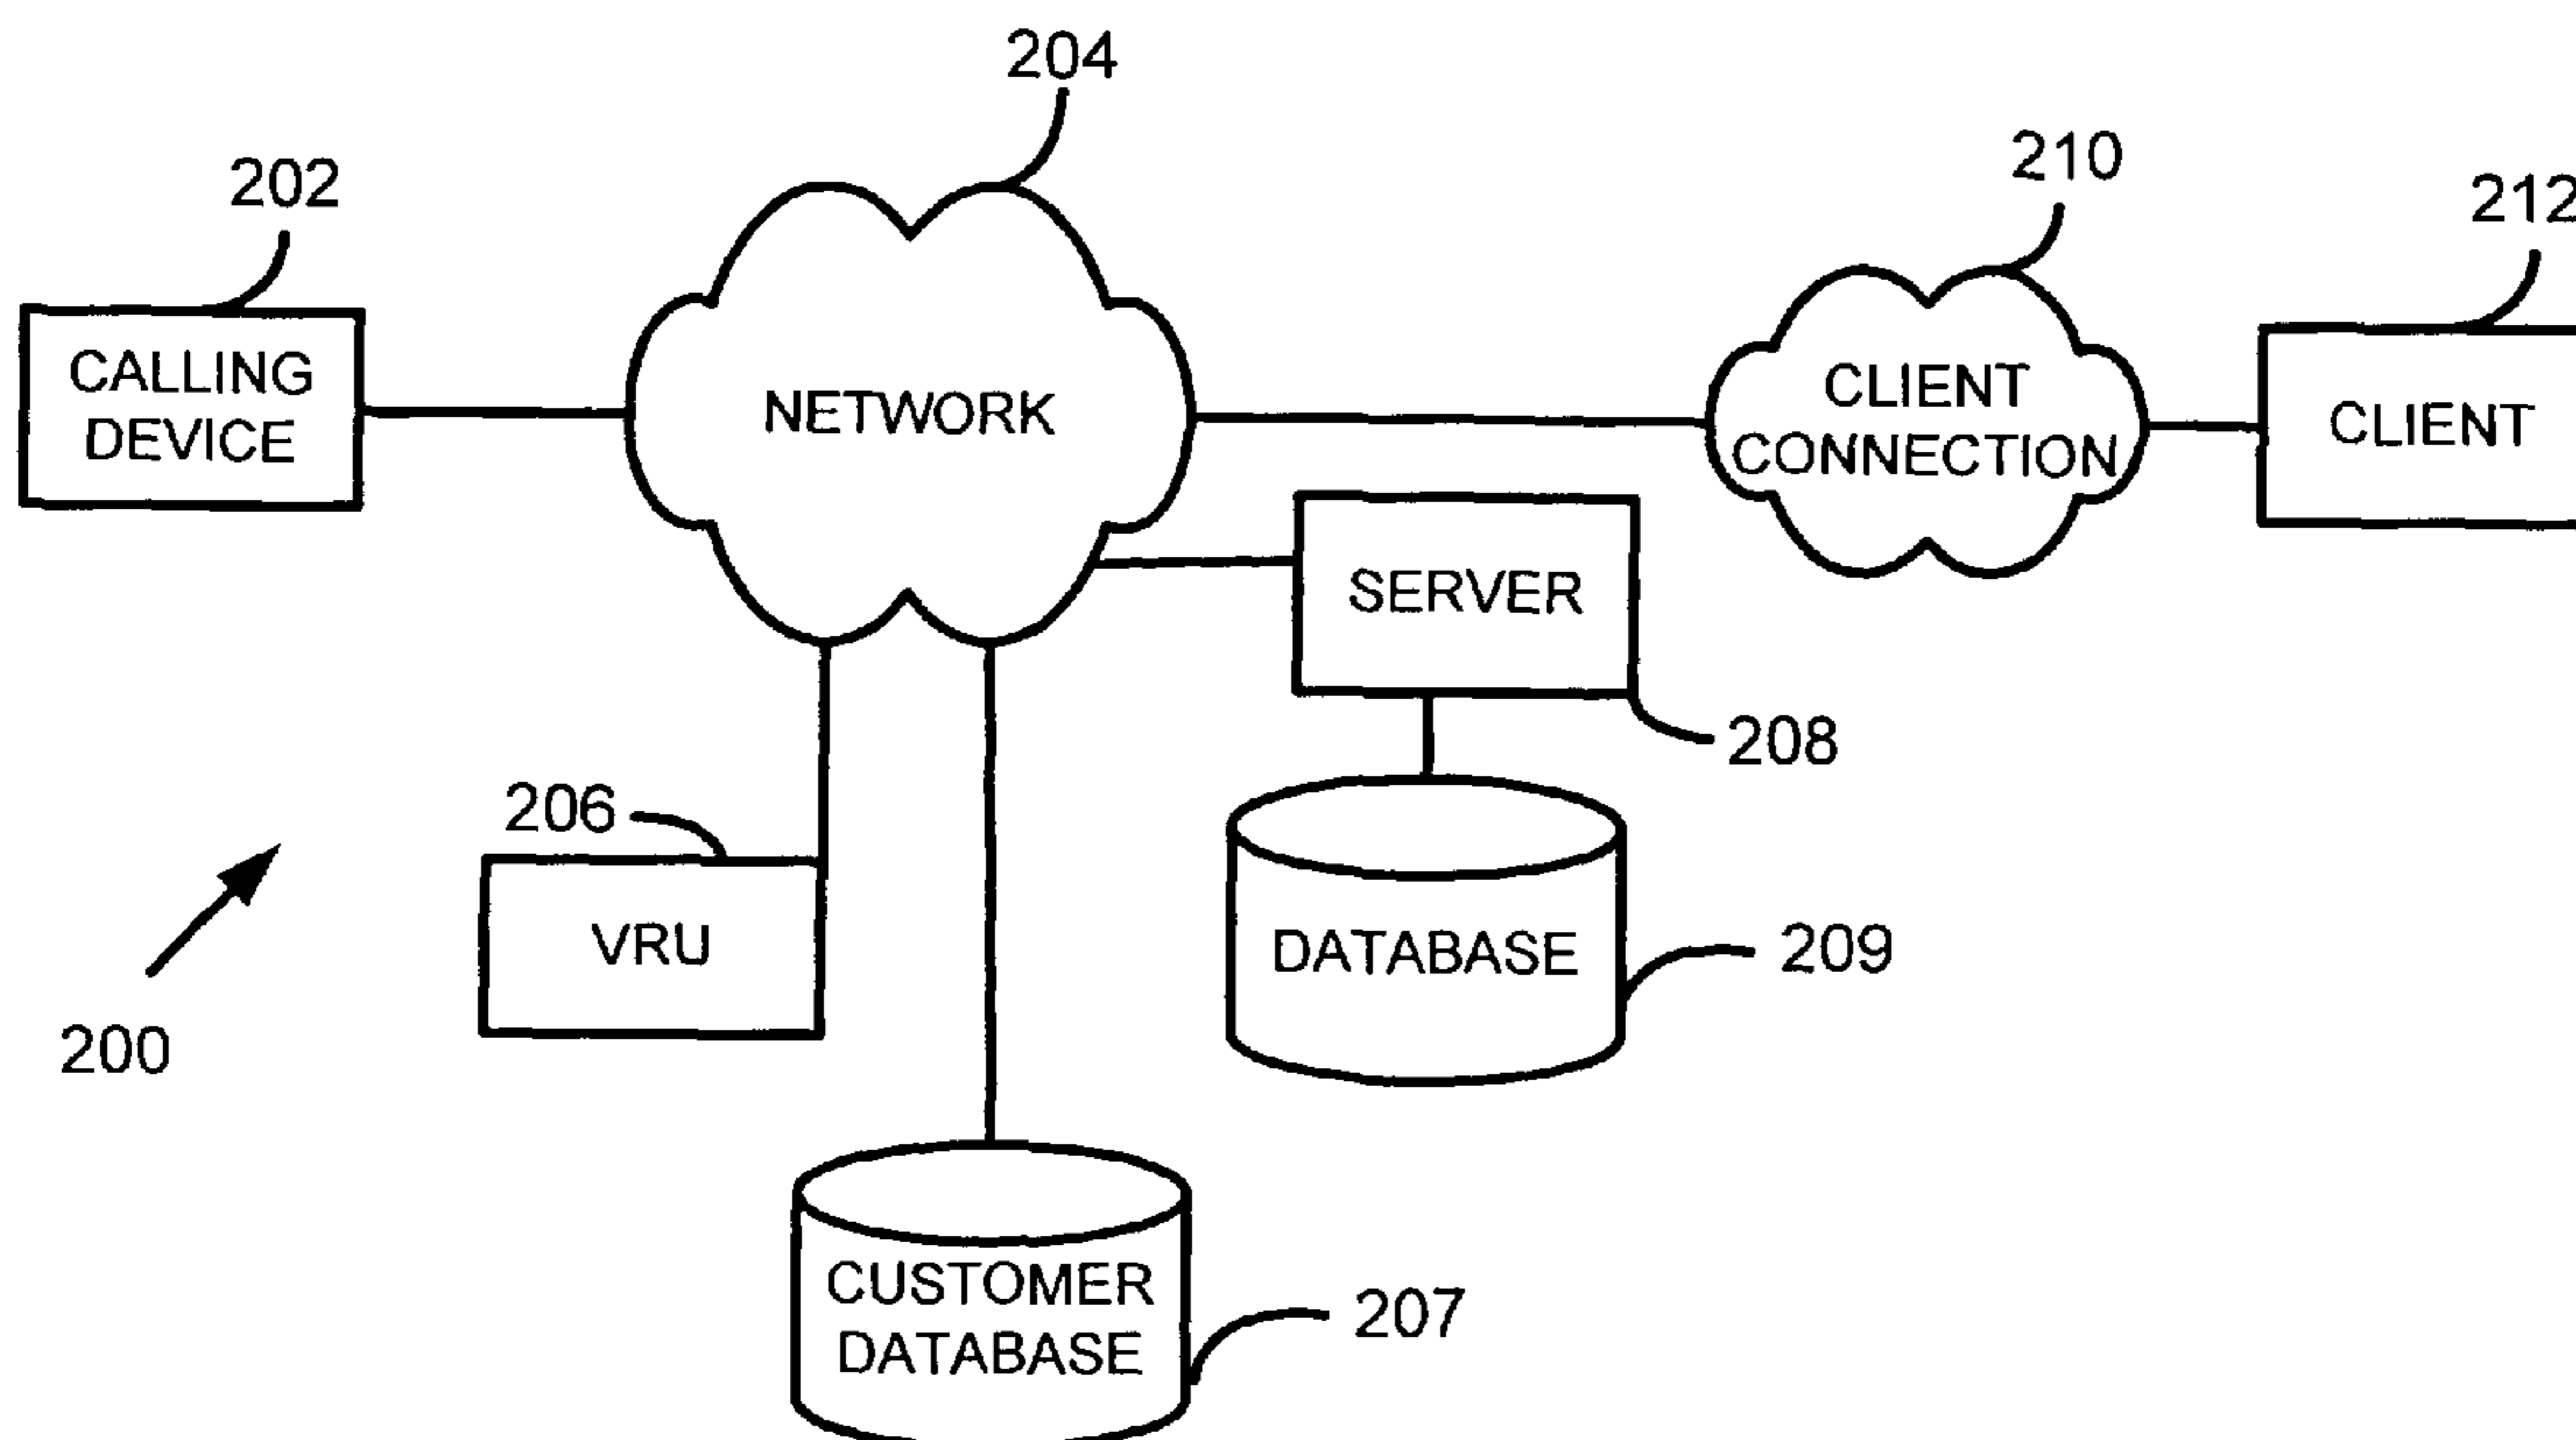 204
210
202
212
CALLING
DEVICE
NETWORK
CLIENT
CONNECTION
CLIENT
SERVER
208
206
VRU
DATABASE
209
200
CUSTOMER
DATABASE
207